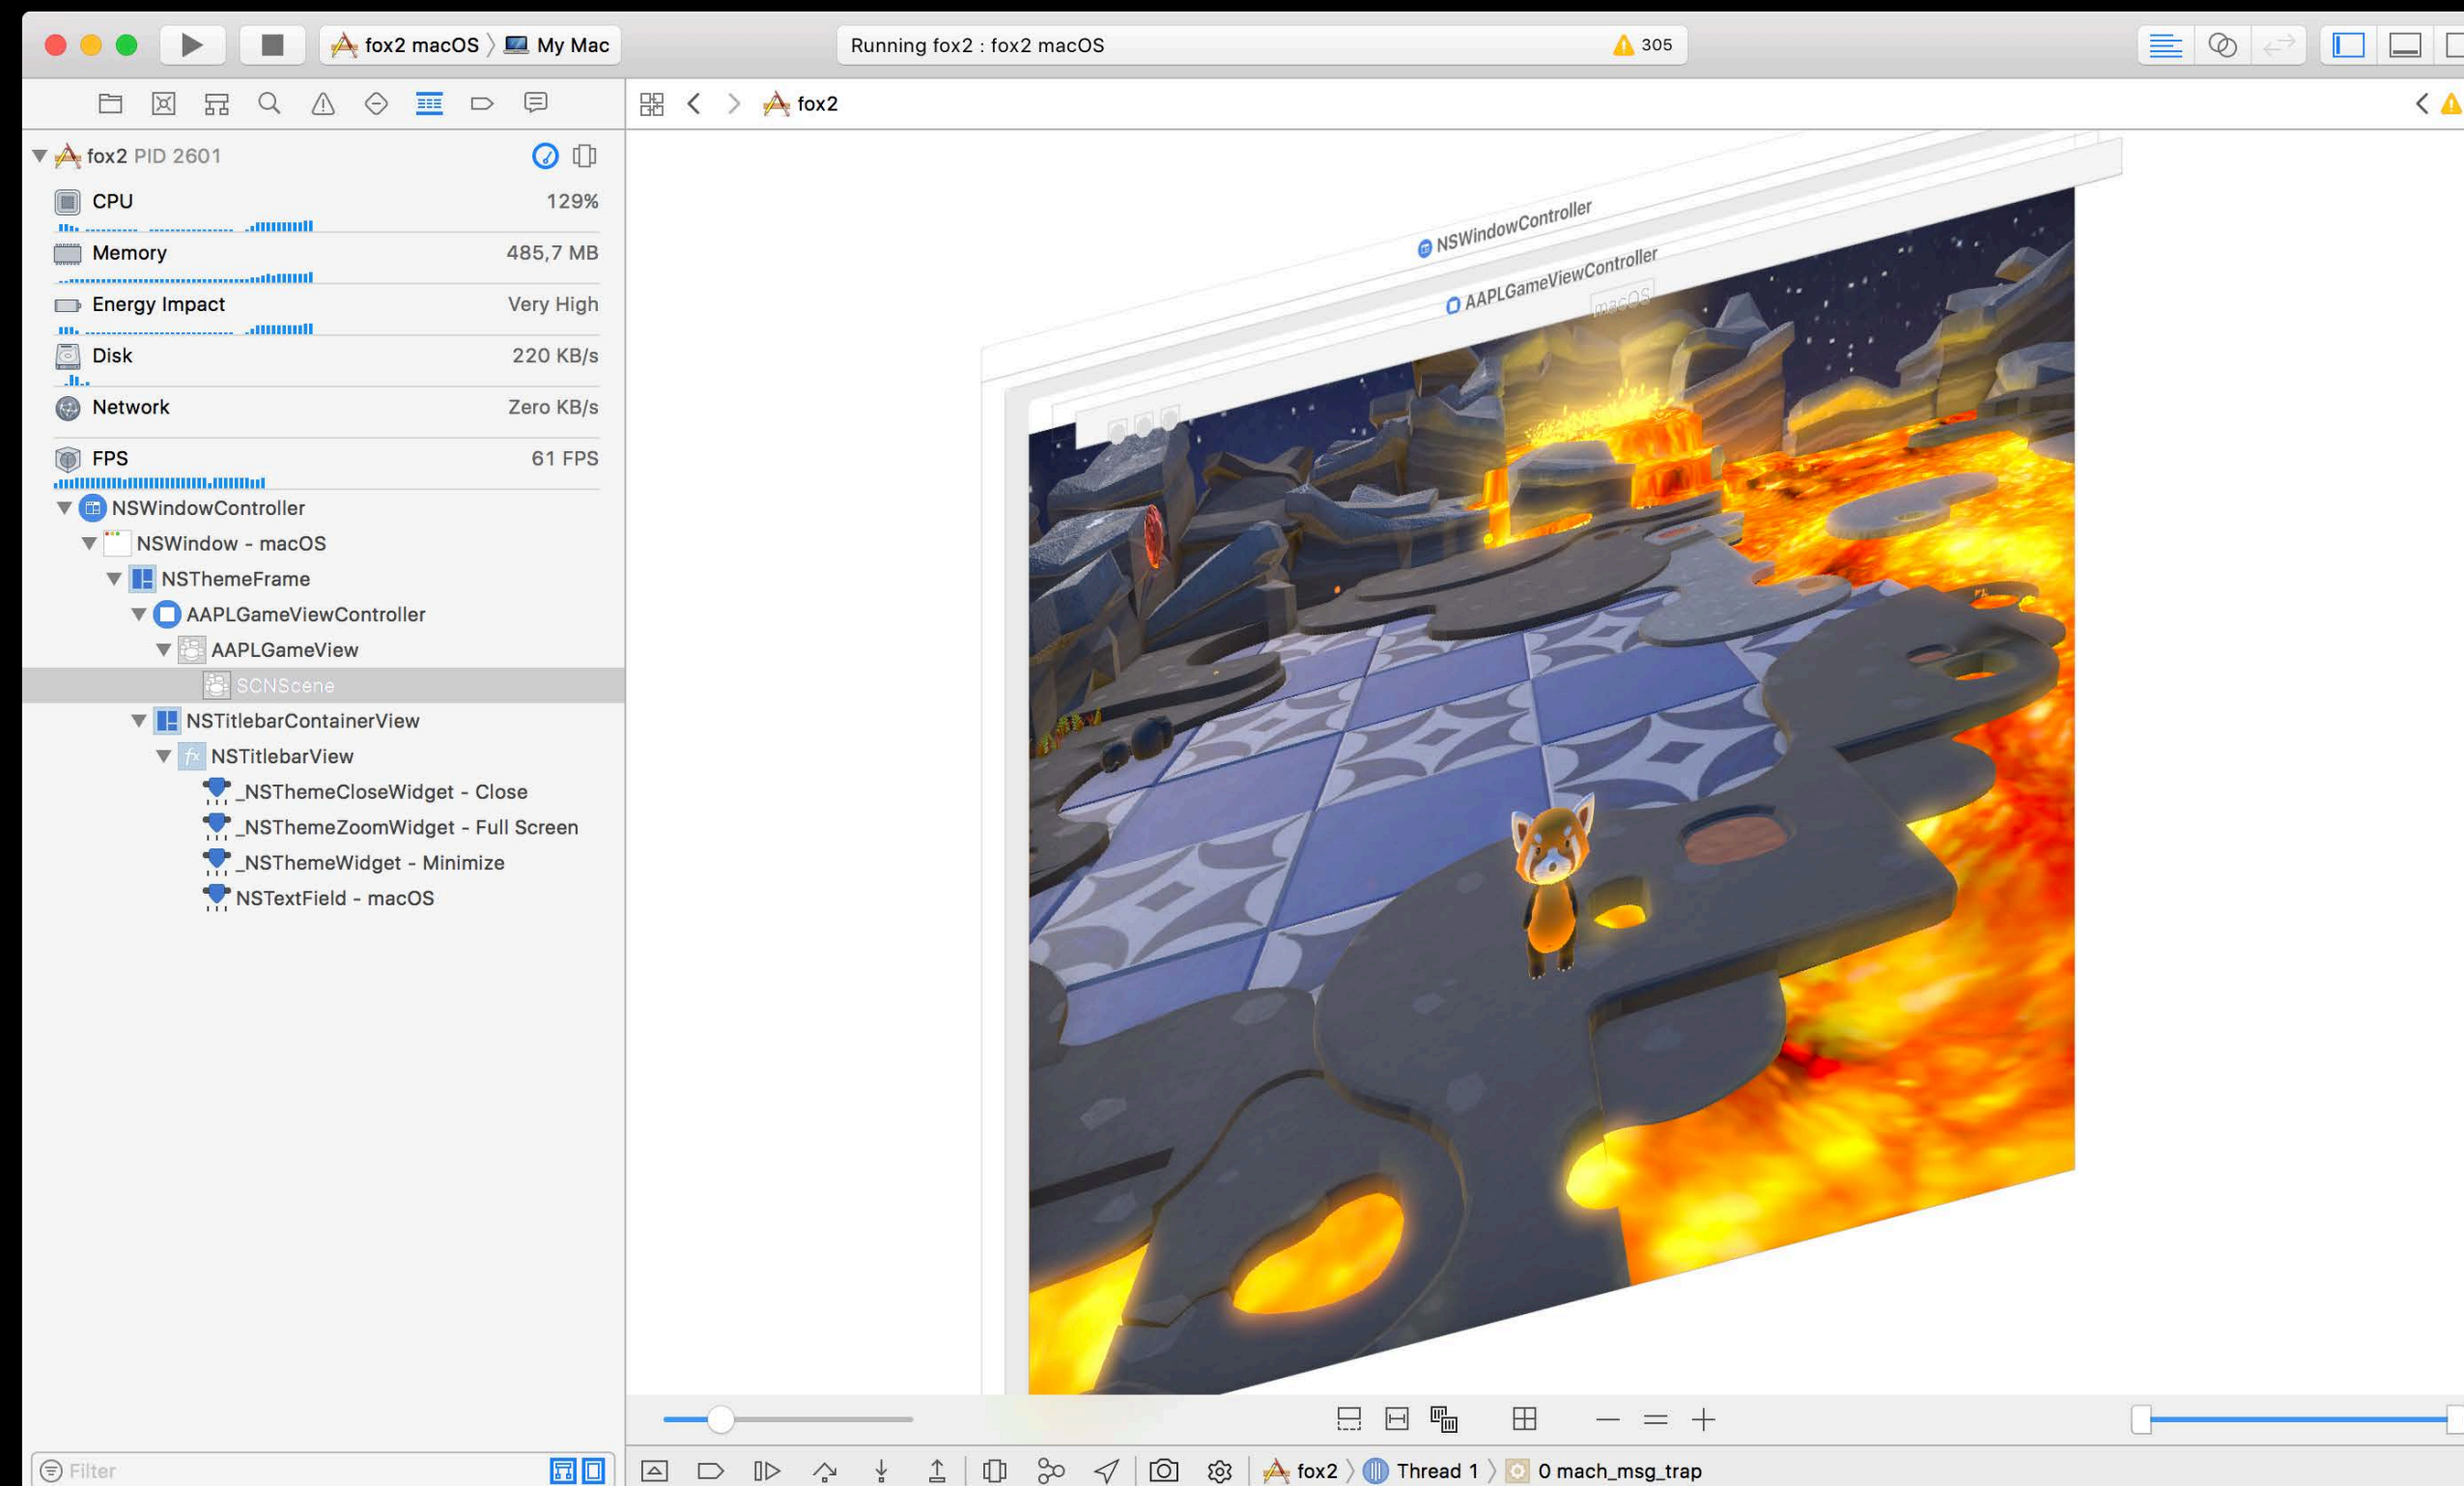 fox2 macOS My Mac
Running fox2 : fox2 macOS
305
fox2 PID 2601
fox2
CPU 129%
Memory 485,7 MB
Energy Impact Very High
Disk 220 KB/s
Network Zero KB/s
FPS 61 FPS
NSWindowController
NSWindow - macOS
NSThemeFrame
AAPLGameViewController
AAPLGameView
SCNScene
NSTitlebarContainerView
fx NSTitlebarView
_NSThemeCloseWidget - Close
_NSThemeZoomWidget - Full Screen
_NSThemeWidget - Minimize
NSTextField - macOS
NSWindowController
AAPLGameViewController
macOS
Filter
fox2 Thread 1 0 mach_msg_trap